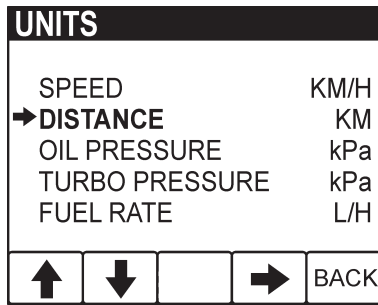 UNITS
SPEED KM/H
DISTANCE KM
OIL PRESSURE kPa
TURBO PRESSURE kPa
FUEL RATE L/H
BACK